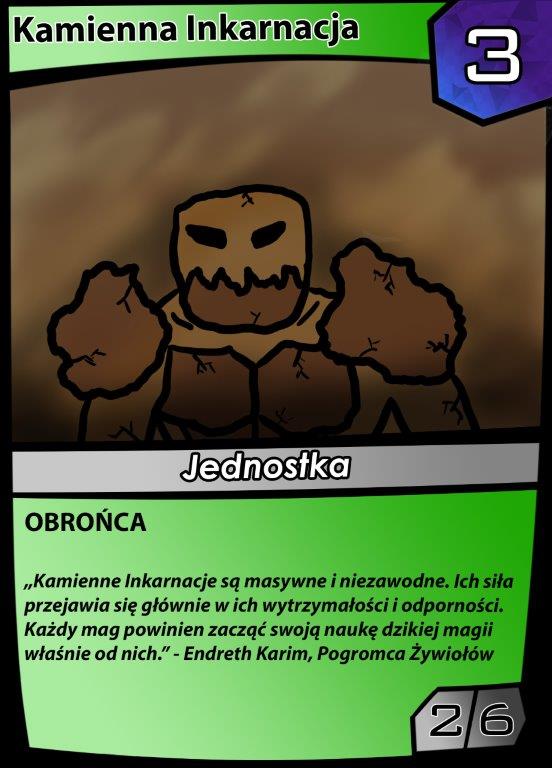 Kamienna Inkarnacja
3
Jednostka
OBROŃCA
„Kamienne Inkarnacje są masywne i niezawodne. Ich siła
przejawia się głównie w ich wytrzymałości i odporności.
Każdy mag powinien zacząć swoją naukę dzikiej magii
właśnie od nich.” - Endreth Karim, Pogromca Żywiołów
2/6